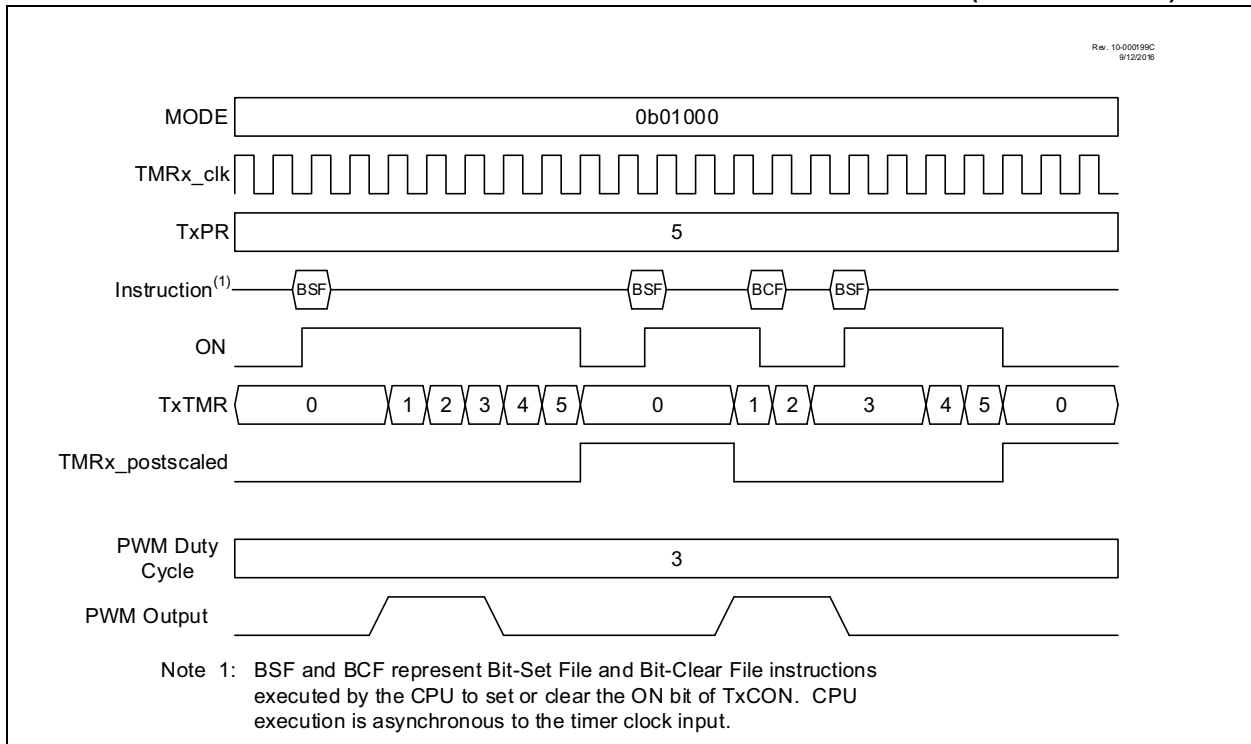 Rev. 10-000199C
9/12/2016
MODE 0b01000
TMRx_clk
TxPR 5
Instruction(1) BSF BSF BCF BSF
ON
TxTMR 0 1 2 3 4 5 0 1 2 3 4 5 0
TMRx_postscaled
PWM Duty
Cycle 3
PWM Output
Note 1: BSF and BCF represent Bit-Set File and Bit-Clear File instructions
executed by the CPU to set or clear the ON bit of TxCON. CPU
execution is asynchronous to the timer clock input.